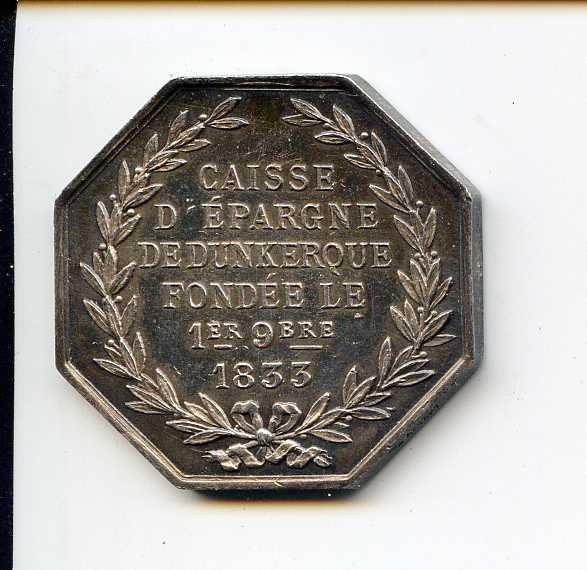 CAISSE
D'ÉPARGNE
DE DUNKERQUE
FONDÉE LE
1ER 9BRE
1833